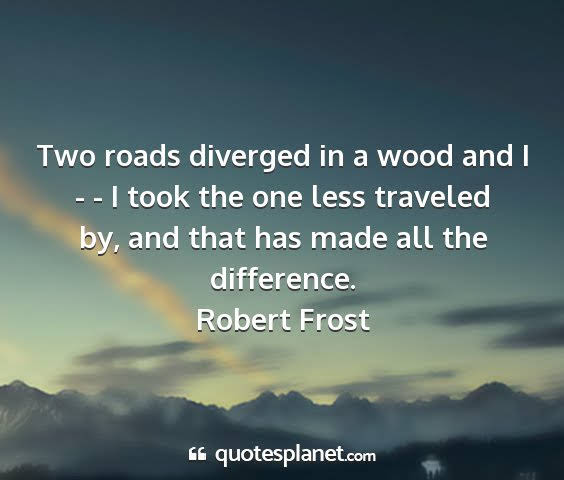 Two roads diverged in a wood and I
- - I took the one less traveled
by, and that has made all the
difference.
Robert Frost
❝ quotesplanet.com